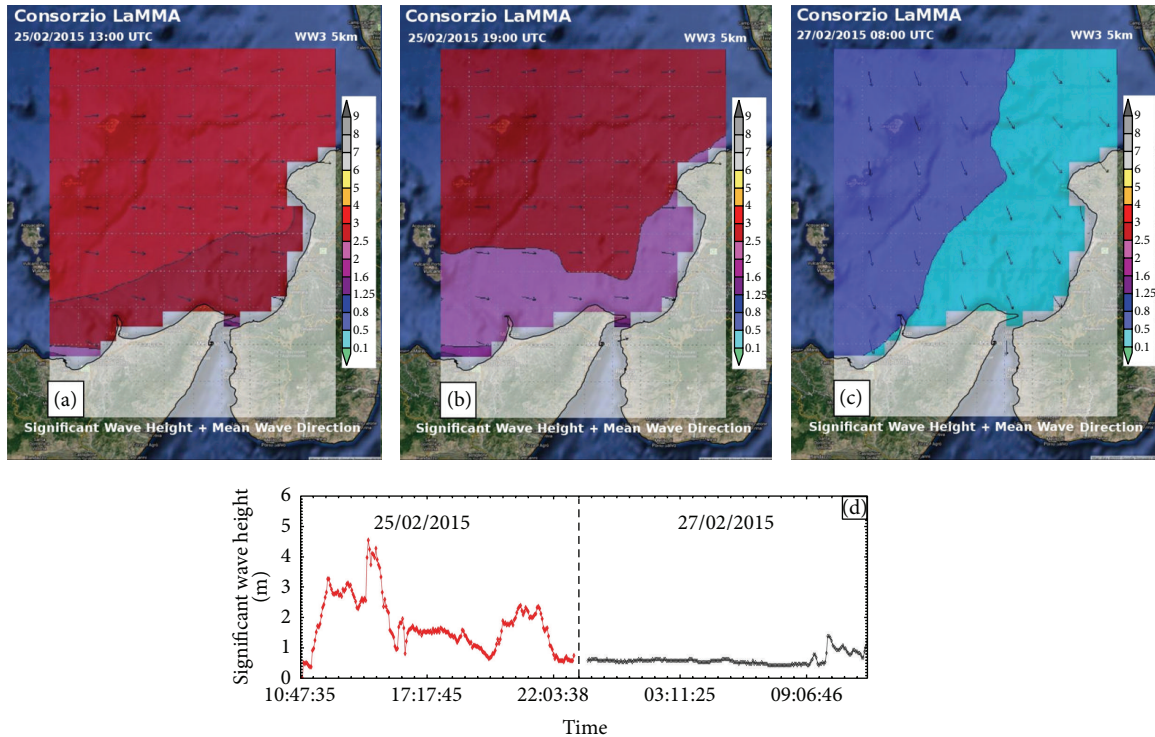 Consorzio LaMMA
25/02/2015 13:00 UTC WW3 5km
9
8
7
6
5
4
3
2.5
2
1.6
1.25
0.8
0.5
0.1
(a)
Significant Wave Height + Mean Wave Direction
Consorzio LaMMA
25/02/2015 19:00 UTC WW3 5km
9
8
7
6
5
4
3
2.5
2
1.6
1.25
0.8
0.5
0.1
(b)
Significant Wave Height + Mean Wave Direction
Consorzio LaMMA
27/02/2015 08:00 UTC WW3 5km
9
8
7
6
5
4
3
2.5
2
1.6
1.25
0.8
0.5
0.1
(c)
Significant Wave Height + Mean Wave Direction
(d)
25/02/2015 27/02/2015
Significant wave height
(m)
6
5
4
3
2
1
0
10:47:35 17:17:45 22:03:38 03:11:25 09:06:46
Time